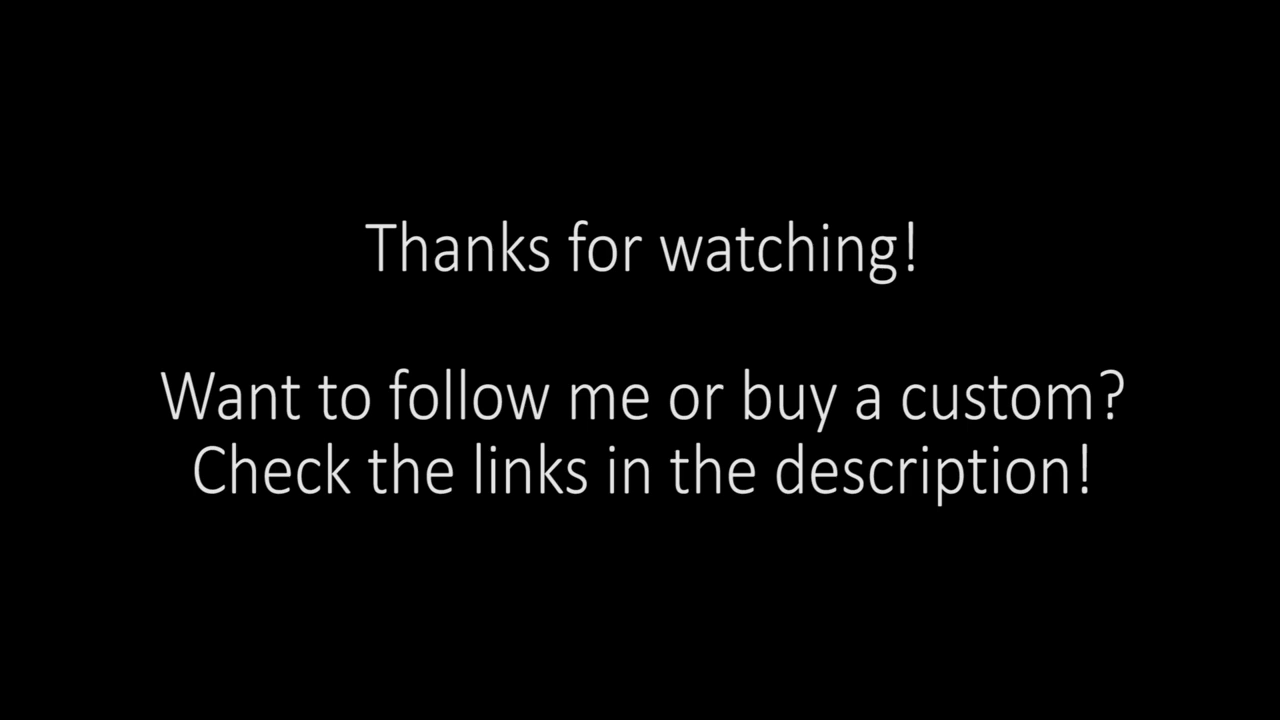 Thanks for watching!
Want to follow me or buy a custom?
Check the links in the description!